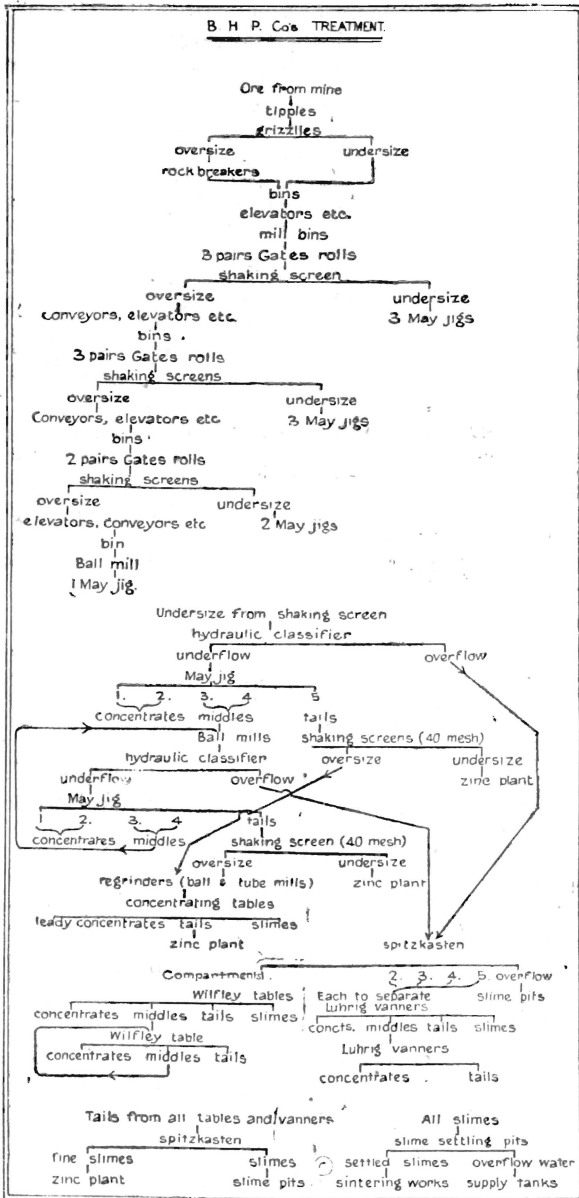 B H P. Co's TREATMENT.
Ore from mine
tipples
grizzlies
oversize undersize
rock breakers
bins
elevators etc.
mill bins
3 pairs Gates rolls
shaking screen
oversize undersize
Conveyors, elevators etc. 3 May jigs
bins.
3 pairs Gates rolls
shaking screens
oversize undersize
Conveyors, elevators etc 3 May jigs
bins
2 pairs Gates rolls
shaking screens
oversize undersize
elevators, conveyors etc 2 May jigs
bin
Ball mill
1 May jig.
Undersize from shaking screen
hydraulic classifier
underflow overflow
May jig
1. 2. 3. 4 5
concentrates middles tails
Ball mills shaking screens (40 mesh)
hydraulic classifier oversize undersize
underflow overflow zinc plant
May jig
1 2. 3. 4 tails
concentrates middles shaking screen (40 mesh)
oversize undersize
regrinders (ball & tube mills) zinc plant
concentrating tables
leady concentrates tails slimes
zinc plant spitzkasten
Compartments. 2. 3. 4. 5. overflow
Wilfley tables Each to separate slime pits
Luhrig vanners
concentrates middles tails slimes concts. middles tails slimes
Wilfley table Luhrig vanners
concentrates middles tails
concentrates. tails
Tails from all tables and vanners All slimes
spitzkasten slime settling pits
fine slimes slimes settled slimes overflow water
zinc plant slime pits sintering works supply tanks